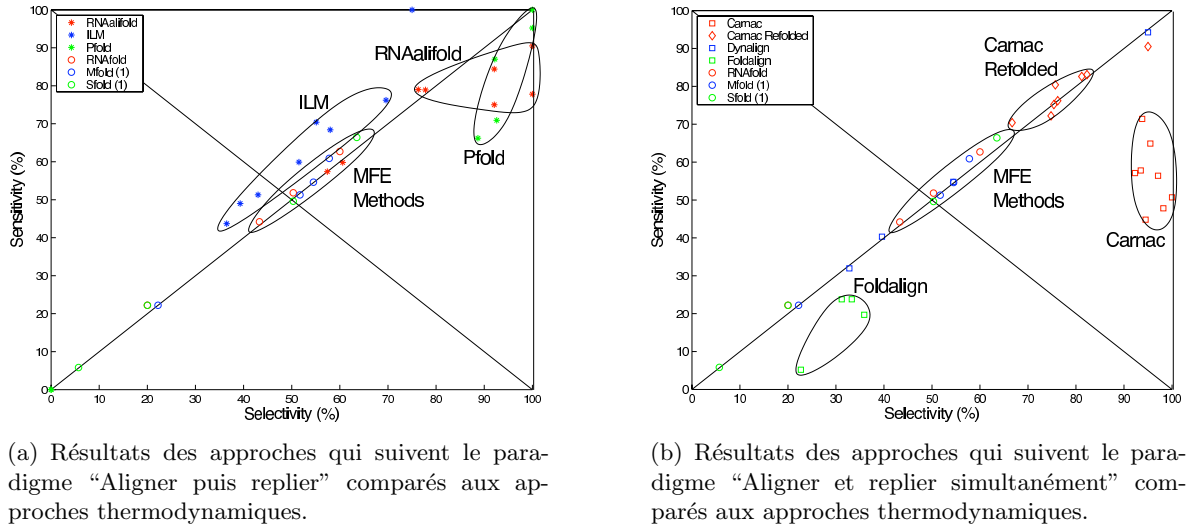 RNAalifold
ILM
Pfold
RNAfold
Mfold (1)
Sfold (1)
100
90
80
70
60
50
40
30
20
10
0
Sensitivity (%)
RNAalifold
ILM
Pfold
MFE
Methods
0 10 20 30 40 50 60 70 80 90 100
Selectivity (%)
(a) Résultats des approches qui suivent le para-
digme “Aligner puis replier” comparés aux ap-
proches thermodynamiques.
Carnac
Carnac Refolded
Dynalign
Foldalign
RNAfold
Mfold (1)
Sfold (1)
100
90
80
70
60
50
40
30
20
10
0
Sensitivity (%)
Carnac
Refolded
MFE
Methods
Carnac
Foldalign
0 10 20 30 40 50 60 70 80 90 100
Selectivity (%)
(b) Résultats des approches qui suivent le para-
digme “Aligner et replier simultanément” com-
parés aux approches thermodynamiques.